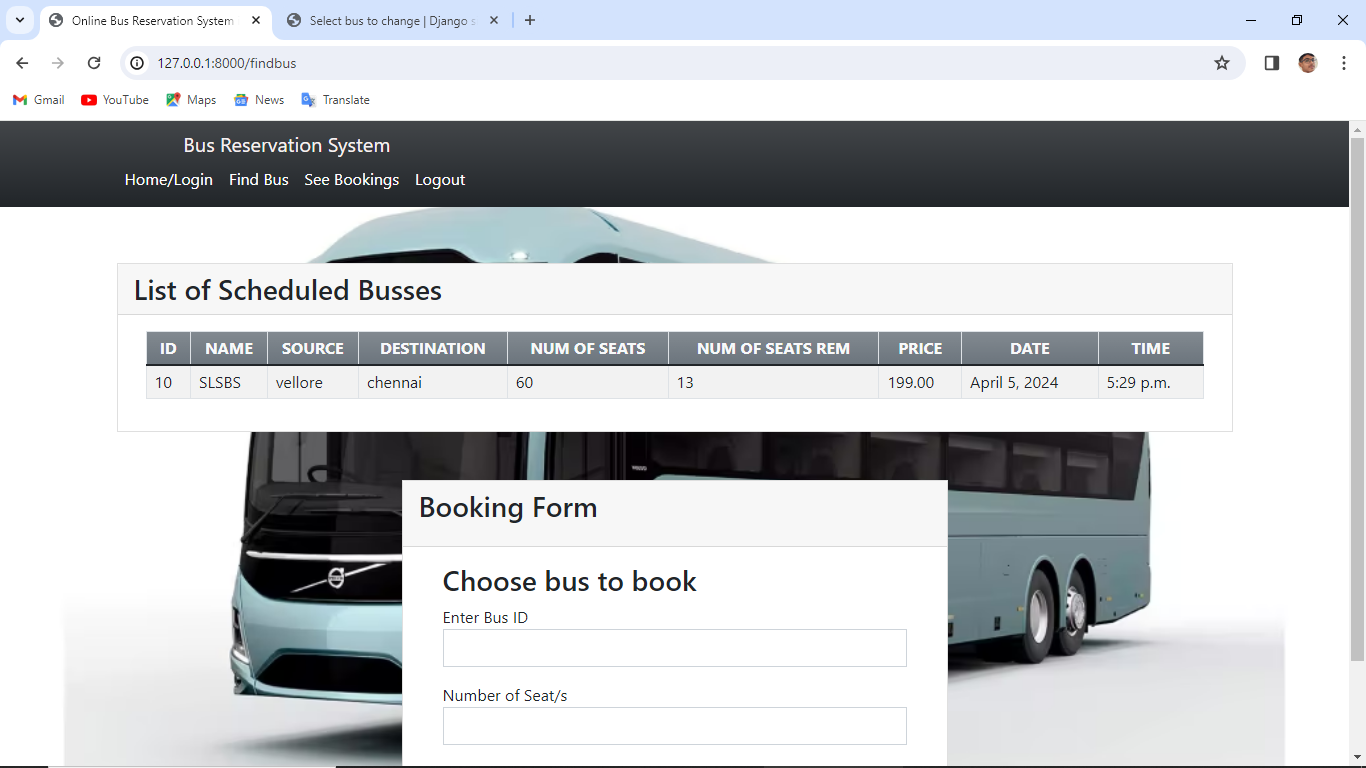 Online Bus Reservation System
Select bus to change | Django s
127.0.0.1:8000/findbus
Gmail YouTube Maps News Translate
Bus Reservation System
Home/Login Find Bus See Bookings Logout
List of Scheduled Busses
ID NAME SOURCE DESTINATION NUM OF SEATS NUM OF SEATS REM PRICE DATE TIME
10 SLSBS vellore chennai 60 13 199.00 April 5, 2024 5:29 p.m.
Booking Form
Choose bus to book
Enter Bus ID
Number of Seat/s